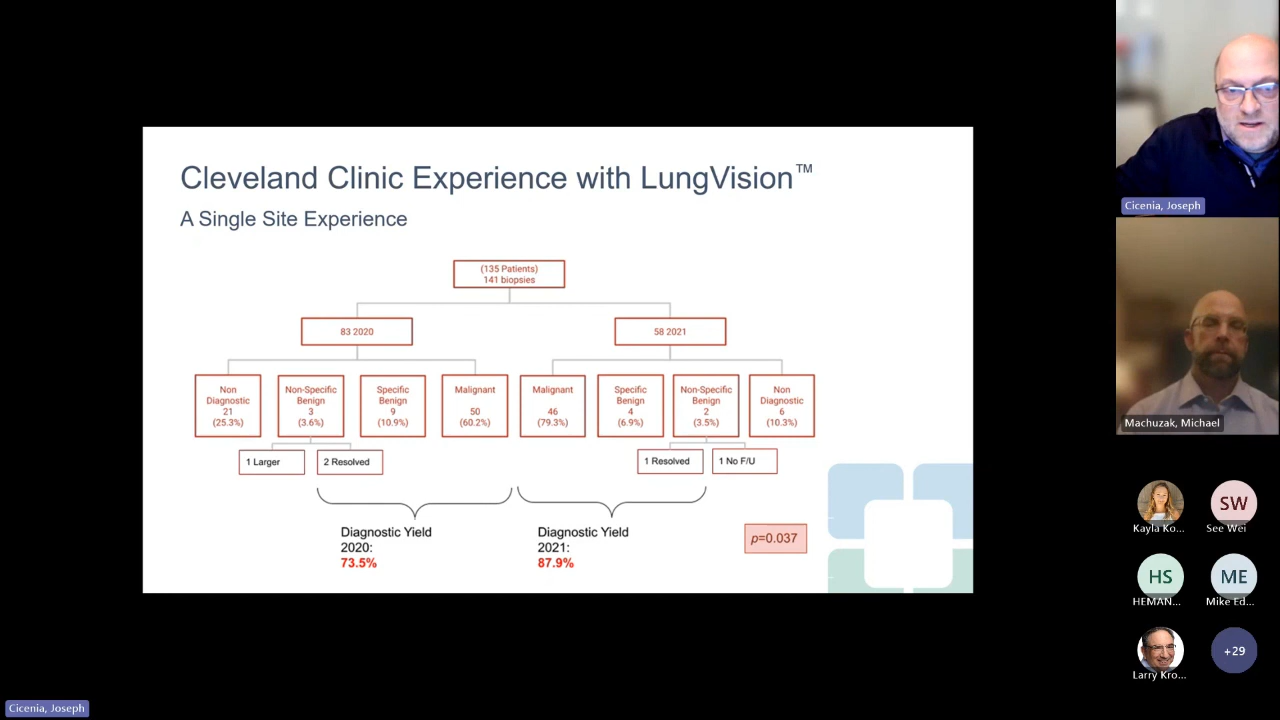 Cleveland Clinic Experience with LungVision™
A Single Site Experience
(135 Patients)
141 biopsies
83 2020
58 2021
Non
Diagnostic
21
(25.3%)
Non-Specific
Benign
3
(3.6%)
Specific
Benign
9
(10.9%)
Malignant
50
(60.2%)
Malignant
46
(79.3%)
Specific
Benign
4
(6.9%)
Non-Specific
Benign
2
(3.5%)
Non
Diagnostic
6
(10.3%)
1 Larger
2 Resolved
1 Resolved
1 No F/U
Diagnostic Yield
2020:
73.5%
Diagnostic Yield
2021:
87.9%
p=0.037
Cicenia, Joseph
Machuzak, Michael
Kayla Ko...
SW
See Wei
HS
HEMAN...
ME
Mike Ed...
Larry Kro...
+29
Cicenia, Joseph